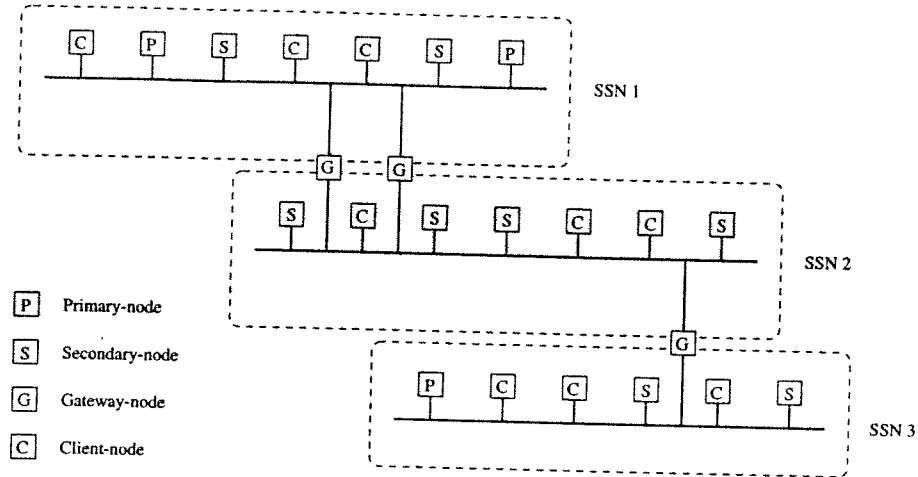 C P S C C S P
SSN 1
G G
S C S S C C S
SSN 2
P Primary-node
G
S Secondary-node
P C C S C S
G Gateway-node
SSN 3
C Client-node